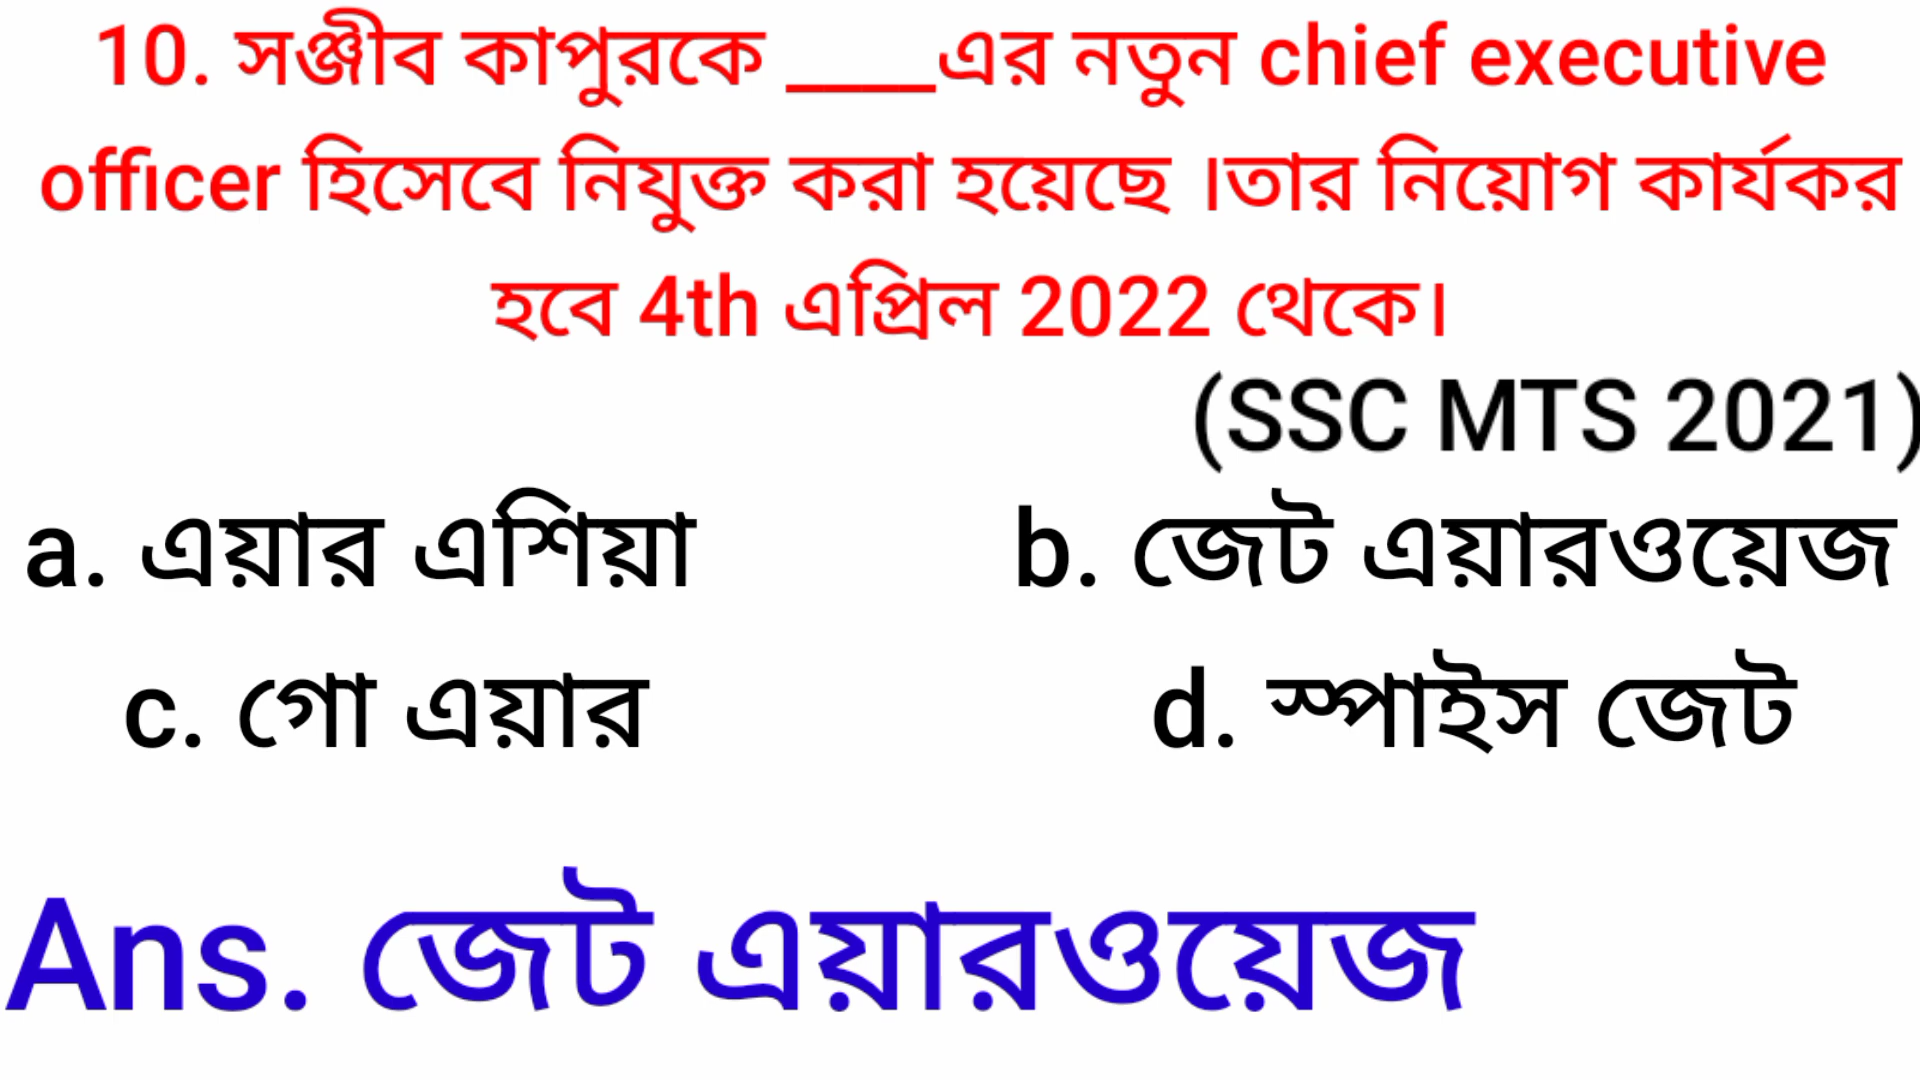 10. সঞ্জীব কাপুরকে ____এর নতুন chief executive
officer হিসেবে নিযুক্ত করা হয়েছে ।তার নিয়োগ কার্যকর
হবে 4th এপ্রিল 2022 থেকে।
(SSC MTS 2021)
a. এয়ার এশিয়া b. জেট এয়ারওয়েজ
c. গো এয়ার d. স্পাইস জেট
Ans. জেট এয়ারওয়েজ